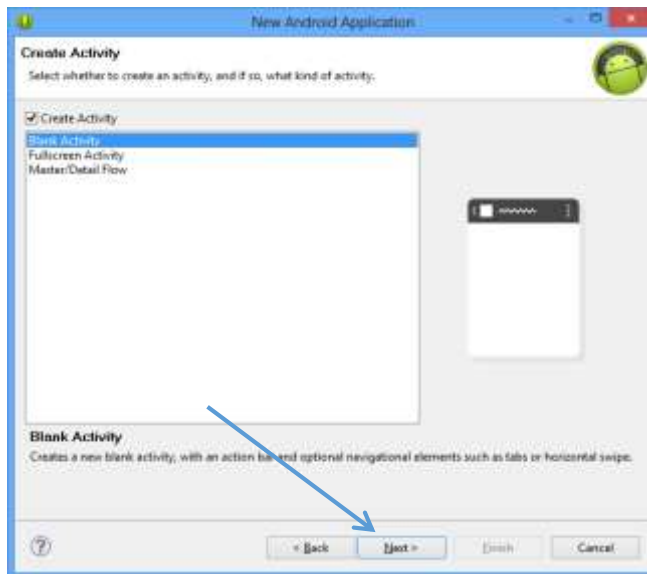 New Android Application
Create Activity
Select whether to create an activity, and if so, what kind of activity.
Create Activity
Blank Activity
Fullscreen Activity
Master/Detail Flow
Blank Activity
Creates a new blank activity, with an action bar and optional navigational elements such as tabs or horizontal swipe.
?
< Back
Next >
Finish
Cancel